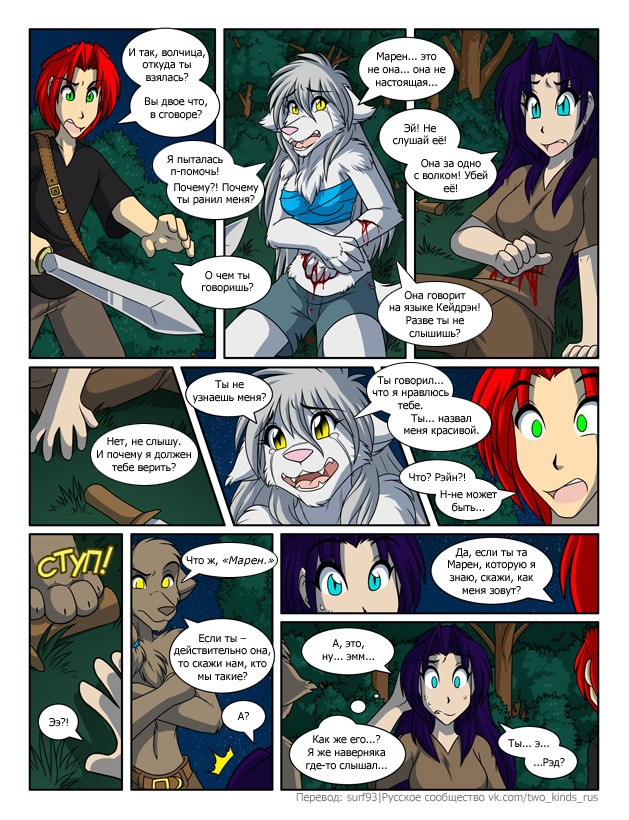 И так, волчица,
откуда ты
взялась?
Вы двое что,
в сговоре?
Я пыталась
п-помочь!
Почему?! Почему
ты ранил меня?
О чем ты
говоришь?
Марен... это
не она... она не
настоящая...
Эй! Не
слушай её!
Она за одно
с волком! Убей
её!
Она говорит
на языке Кейдрэн!
Разве ты не
слышишь?
Нет, не слышу.
И почему я должен
тебе верить?
Ты не
узнаешь меня?
Ты говорил...
что я нравлюсь
тебе.
Ты... назвал
меня красивой.
Что? Рэйн?!
Н-не может
быть...
СТУП!
Ээ?!
Что ж, «Марен.»
Если ты –
действительно она,
то скажи нам, кто
мы такие?
А?
Да, если ты та
Марен, которую я
знаю, скажи, как
меня зовут?
А, это,
ну... эмм...
Как же его...?
Я же наверняка
где-то слышал...
Ты... э...
...Рэд?
Перевод: surf93|Русское сообщество vk.com/two_kinds_rus